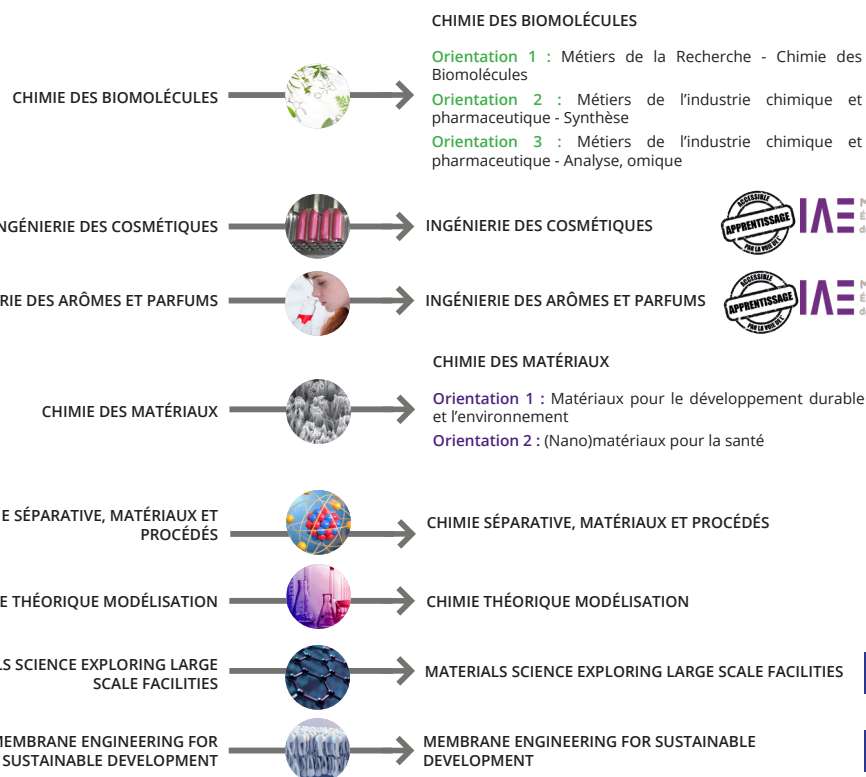 CHIMIE DES BIOMOLÉCULES
CHIMIE DES BIOMOLÉCULES
Orientation 1 : Métiers de la Recherche - Chimie des
Biomolécules
Orientation 2 : Métiers de l’industrie chimique et
pharmaceutique - Synthèse
Orientation 3 : Métiers de l’industrie chimique et
pharmaceutique - Analyse, omique
NGÉNIERIE DES COSMÉTIQUES
INGÉNIERIE DES COSMÉTIQUES
ACCESSIBLE
APPRENTISSAGE
PAR LA VOIE DE L'
IAE
RIE DES ARÔMES ET PARFUMS
INGÉNIERIE DES ARÔMES ET PARFUMS
ACCESSIBLE
APPRENTISSAGE
PAR LA VOIE DE L'
IAE
CHIMIE DES MATÉRIAUX
CHIMIE DES MATÉRIAUX
Orientation 1 : Matériaux pour le développement durable
et l’environnement
Orientation 2 : (Nano)matériaux pour la santé
E SÉPARATIVE, MATÉRIAUX ET
PROCÉDÉS
CHIMIE SÉPARATIVE, MATÉRIAUX ET PROCÉDÉS
E THÉORIQUE MODÉLISATION
CHIMIE THÉORIQUE MODÉLISATION
LS SCIENCE EXPLORING LARGE
SCALE FACILITIES
MATERIALS SCIENCE EXPLORING LARGE SCALE FACILITIES
MEMBRANE ENGINEERING FOR
SUSTAINABLE DEVELOPMENT
MEMBRANE ENGINEERING FOR SUSTAINABLE
DEVELOPMENT